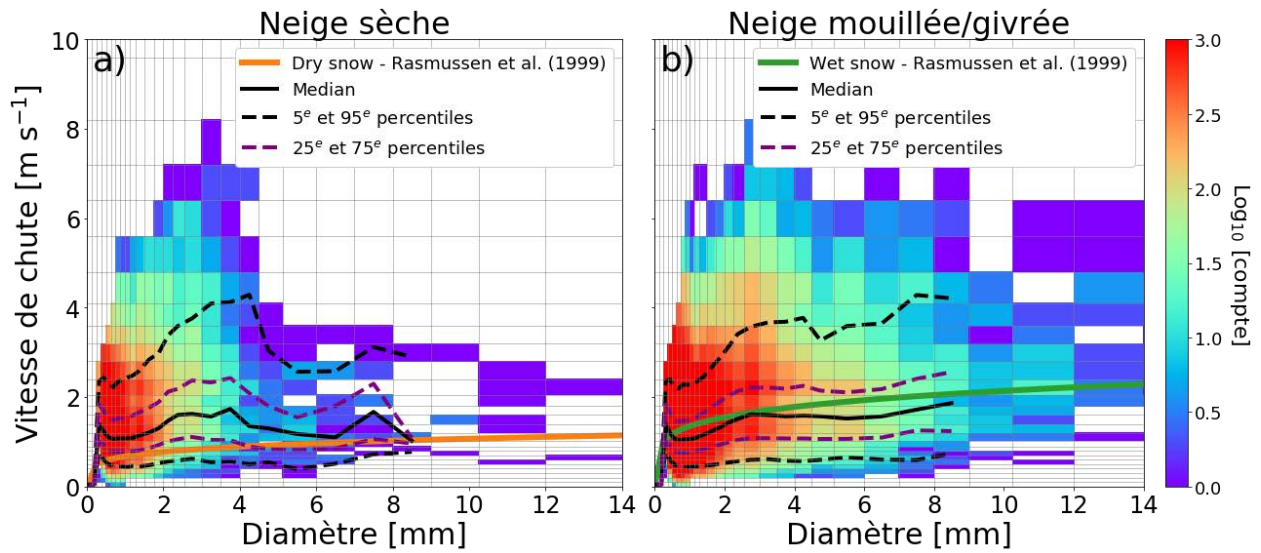 Neige sèche
Neige mouillée/givrée
a)
Dry snow - Rasmussen et al. (1999)
Median
5e et 95e percentiles
25e et 75e percentiles
b)
Wet snow - Rasmussen et al. (1999)
Median
5e et 95e percentiles
25e et 75e percentiles
Vitesse de chute [m s−1]
10
8
6
4
2
0
0 2 4 6 8 10 12 14
Diamètre [mm]
0 2 4 6 8 10 12 14
Diamètre [mm]
3.0
2.5
2.0
1.5
1.0
0.5
0.0
Log10 [compte]